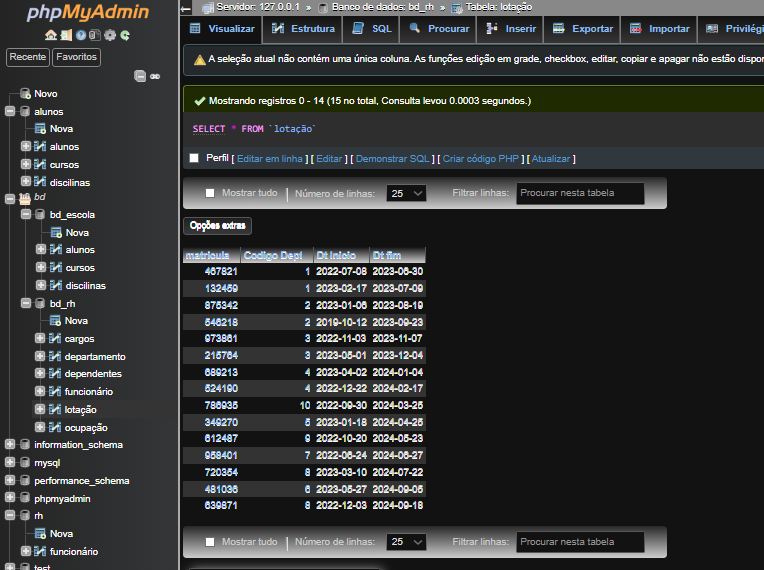 phpMyAdmin
Recente Favoritos
Novo
alunos
Nova
alunos
cursos
discilinas
bd
bd_escola
Nova
alunos
cursos
discilinas
bd_rh
Nova
cargos
departamento
dependentes
funcionário
lotação
ocupação
information_schema
mysql
performance_schema
phpmyadmin
rh
Nova
funcionário
test
Servidor: 127.0.0.1 » Banco de dados: bd_rh » Tabela: lotação
Visualizar Estrutura SQL Procurar Inserir Exportar Importar Privilégi
A seleção atual não contém uma única coluna. As funções edição em grade, checkbox, editar, copiar e apagar não estão dispor
Mostrando registros 0 - 14 (15 no total, Consulta levou 0.0003 segundos.)
SELECT * FROM `lotação`
Perfil [ Editar em linha ] [ Editar ] [ Demonstrar SQL ] [ Criar código PHP ] [ Atualizar ]
Mostrar tudo | Número de linhas: 25 Filtrar linhas: Procurar nesta tabela
Opções extras
matricula Codigo Dept Dt inicio Dt fim
467821 1 2022-07-08 2023-06-30
132459 1 2023-02-17 2023-07-09
875342 2 2023-01-06 2023-08-19
546218 2 2019-10-12 2023-09-23
973861 3 2022-11-03 2023-11-07
215764 3 2023-05-01 2023-12-04
689213 4 2023-04-02 2024-01-04
524190 4 2022-12-22 2024-02-17
786935 10 2022-09-30 2024-03-25
349270 5 2023-01-18 2024-04-25
612487 9 2022-10-20 2024-05-23
958401 7 2022-06-24 2024-06-27
720354 8 2023-03-10 2024-07-22
481036 6 2023-05-27 2024-09-05
639871 8 2022-12-03 2024-09-18
Mostrar tudo | Número de linhas: 25 Filtrar linhas: Procurar nesta tabela